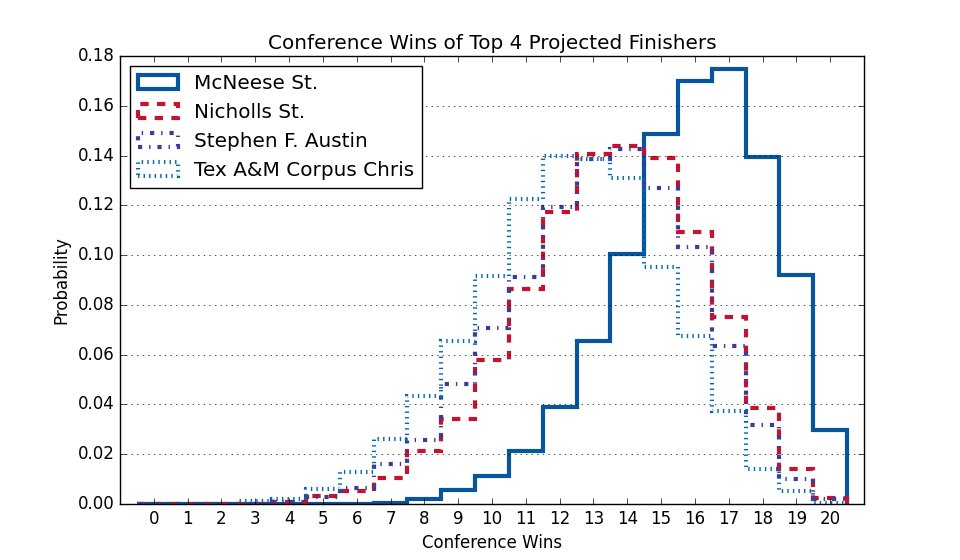 Conference Wins of Top 4 Projected Finishers
0.18
0.16
0.14
0.12
0.10
0.08
0.06
0.04
0.02
0.00
Probability
McNeese St.
Nicholls St.
Stephen F. Austin
Tex A&M Corpus Chris
0 1 2 3 4 5 6 7 8 9 10 11 12 13 14 15 16 17 18 19 20
Conference Wins